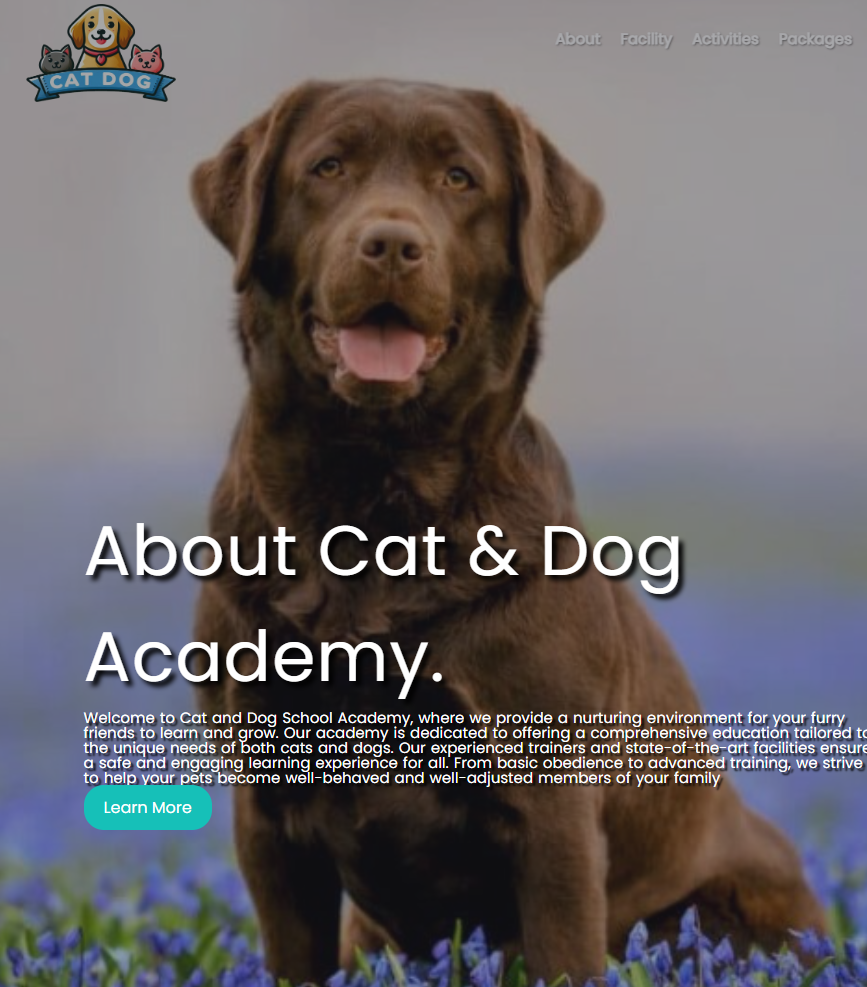 CAT DOG
About Facility Activities Packages
About Cat & Dog
Academy.
Welcome to Cat and Dog School Academy, where we provide a nurturing environment for your furry
friends to learn and grow. Our academy is dedicated to offering a comprehensive education tailored to
the unique needs of both cats and dogs. Our experienced trainers and state-of-the-art facilities ensure
a safe and engaging learning experience for all. From basic obedience to advanced training, we strive
to help your pets become well-behaved and well-adjusted members of your family
Learn More